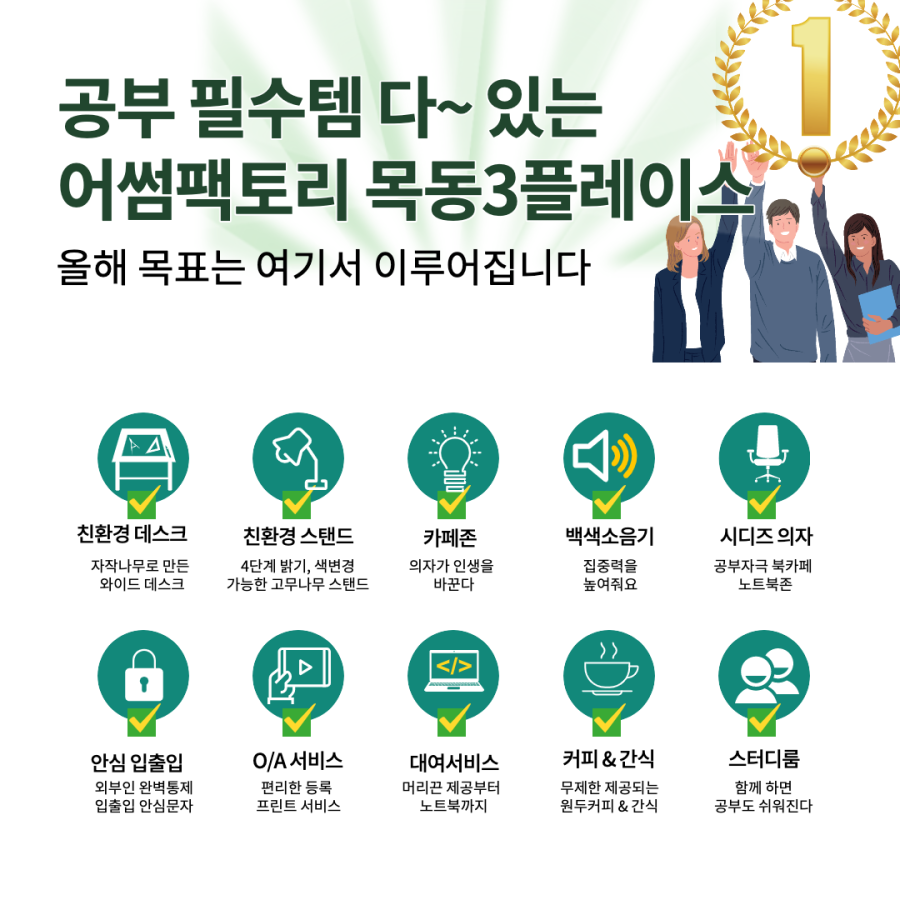 1
공부 필수템 다~ 있는
어썸팩토리 목동3플레이스
올해 목표는 여기서 이루어집니다
친환경 데스크
자작나무로 만든
와이드 데스크
친환경 스탠드
4단계 밝기, 색변경
가능한 고무나무 스탠드
카페존
의자가 인생을
바꾼다
백색소음기
집중력을
높여줘요
시디즈 의자
공부자극 북카페
노트북존
안심 입출입
외부인 완벽통제
입출입 안심문자
O/A 서비스
편리한 등록
프린트 서비스
</>
대여서비스
머리끈 제공부터
노트북까지
커피 & 간식
무제한 제공되는
원두커피 & 간식
스터디룸
함께 하면
공부도 쉬워진다